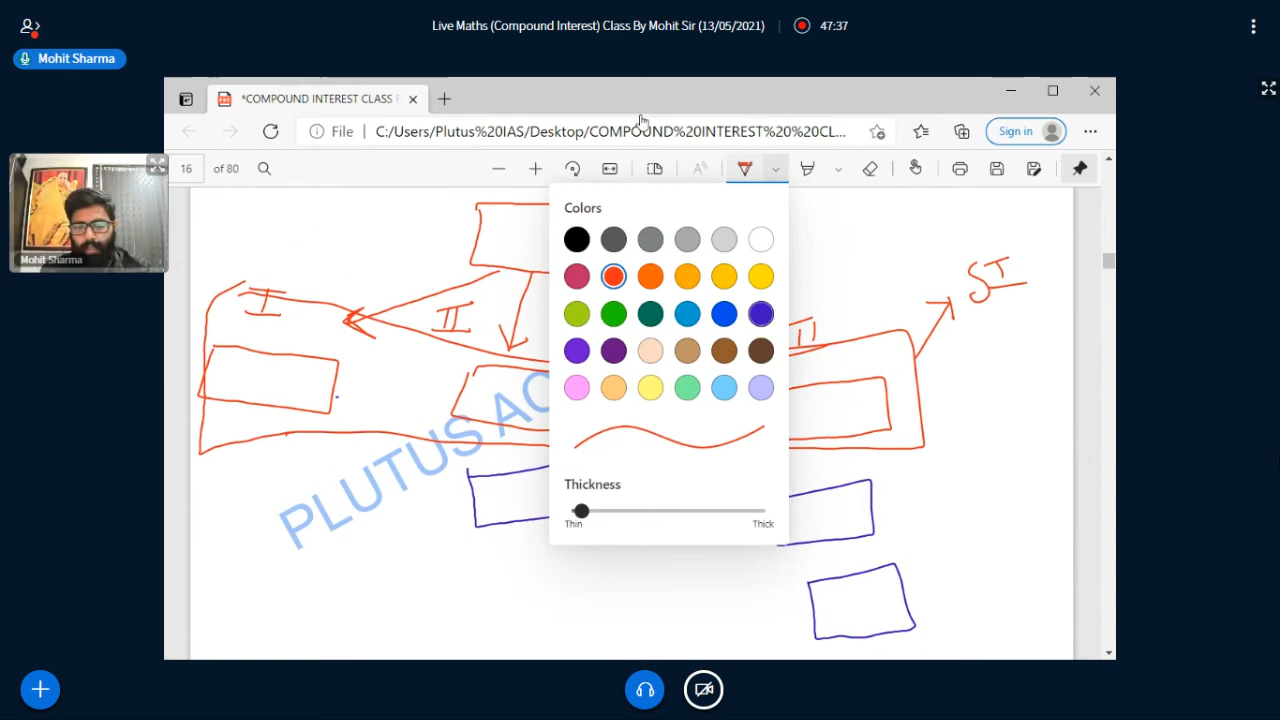 Live Maths (Compound Interest) Class By Mohit Sir (13/05/2021)
47:37
Mohit Sharma
*COMPOUND INTEREST CLASS
File
C:/Users/Plutus%20IAS/Desktop/COMPOUND%20INTEREST%20%20CL...
Sign in
16 of 80
Mohit Sharma
Colors
Thickness
Thin
Thick
I
II
III
SI
PLUTUS AC